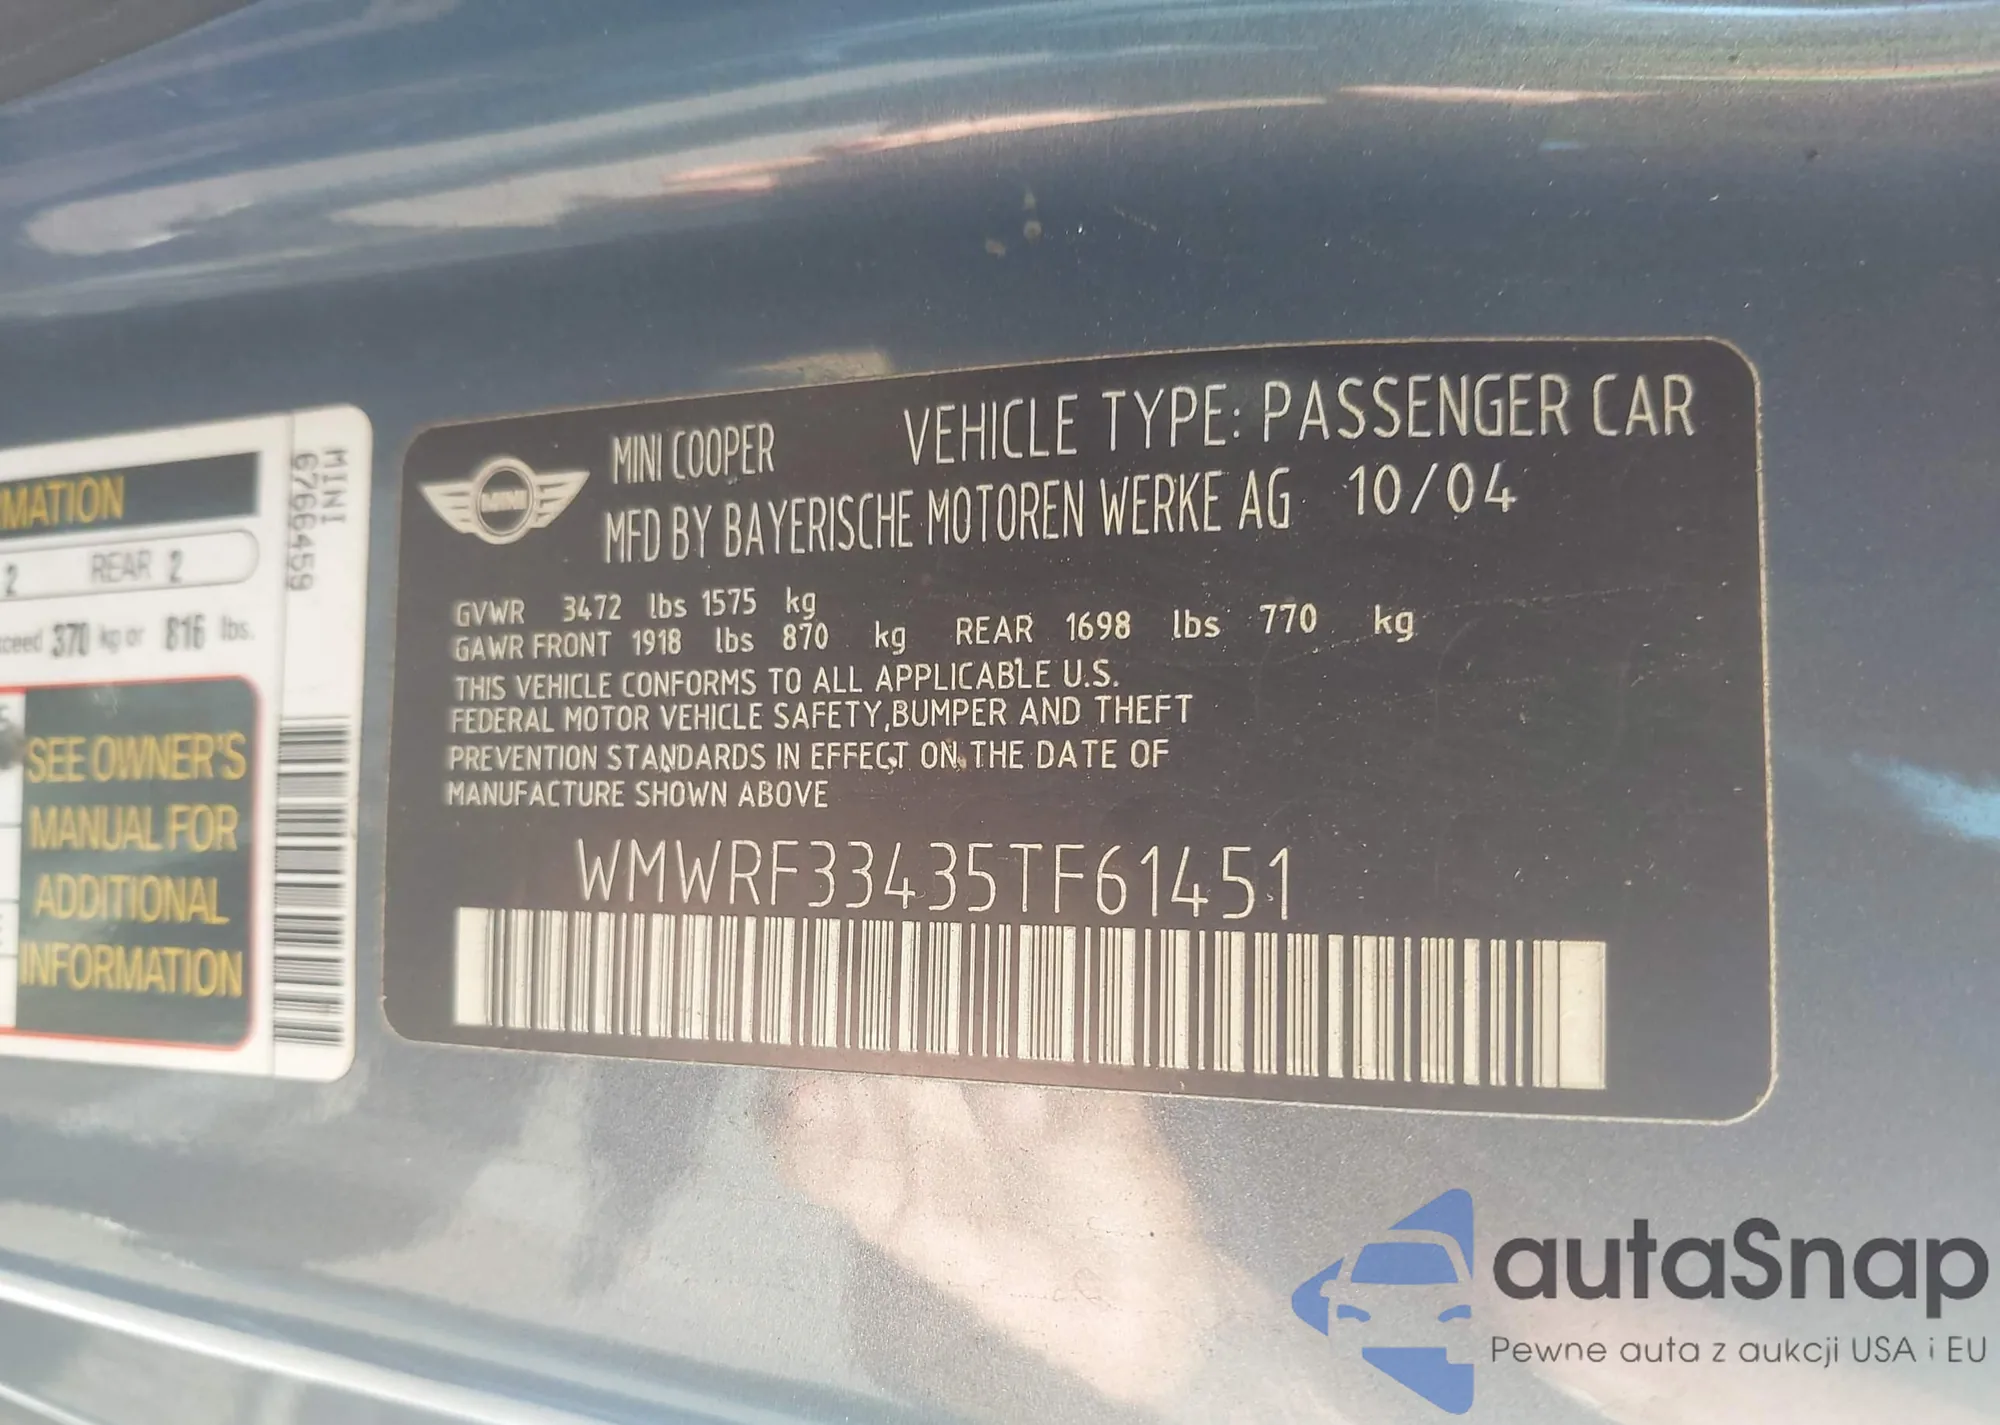 MATION
2 REAR 2
ceed 370 kg or 816 lbs.
SEE OWNER'S
MANUAL FOR
ADDITIONAL
INFORMATION
MINI
6766459
MINI
MINI COOPER VEHICLE TYPE: PASSENGER CAR
MFD BY BAYERISCHE MOTOREN WERKE AG 10/04
GVWR 3472 lbs 1575 kg
GAWR FRONT 1918 lbs 870 kg REAR 1698 lbs 770 kg
THIS VEHICLE CONFORMS TO ALL APPLICABLE U.S.
FEDERAL MOTOR VEHICLE SAFETY,BUMPER AND THEFT
PREVENTION STANDARDS IN EFFECT ON THE DATE OF
MANUFACTURE SHOWN ABOVE
WMWRF33435TF61451
autaSnap
Pewne auta z aukcji USA i EU